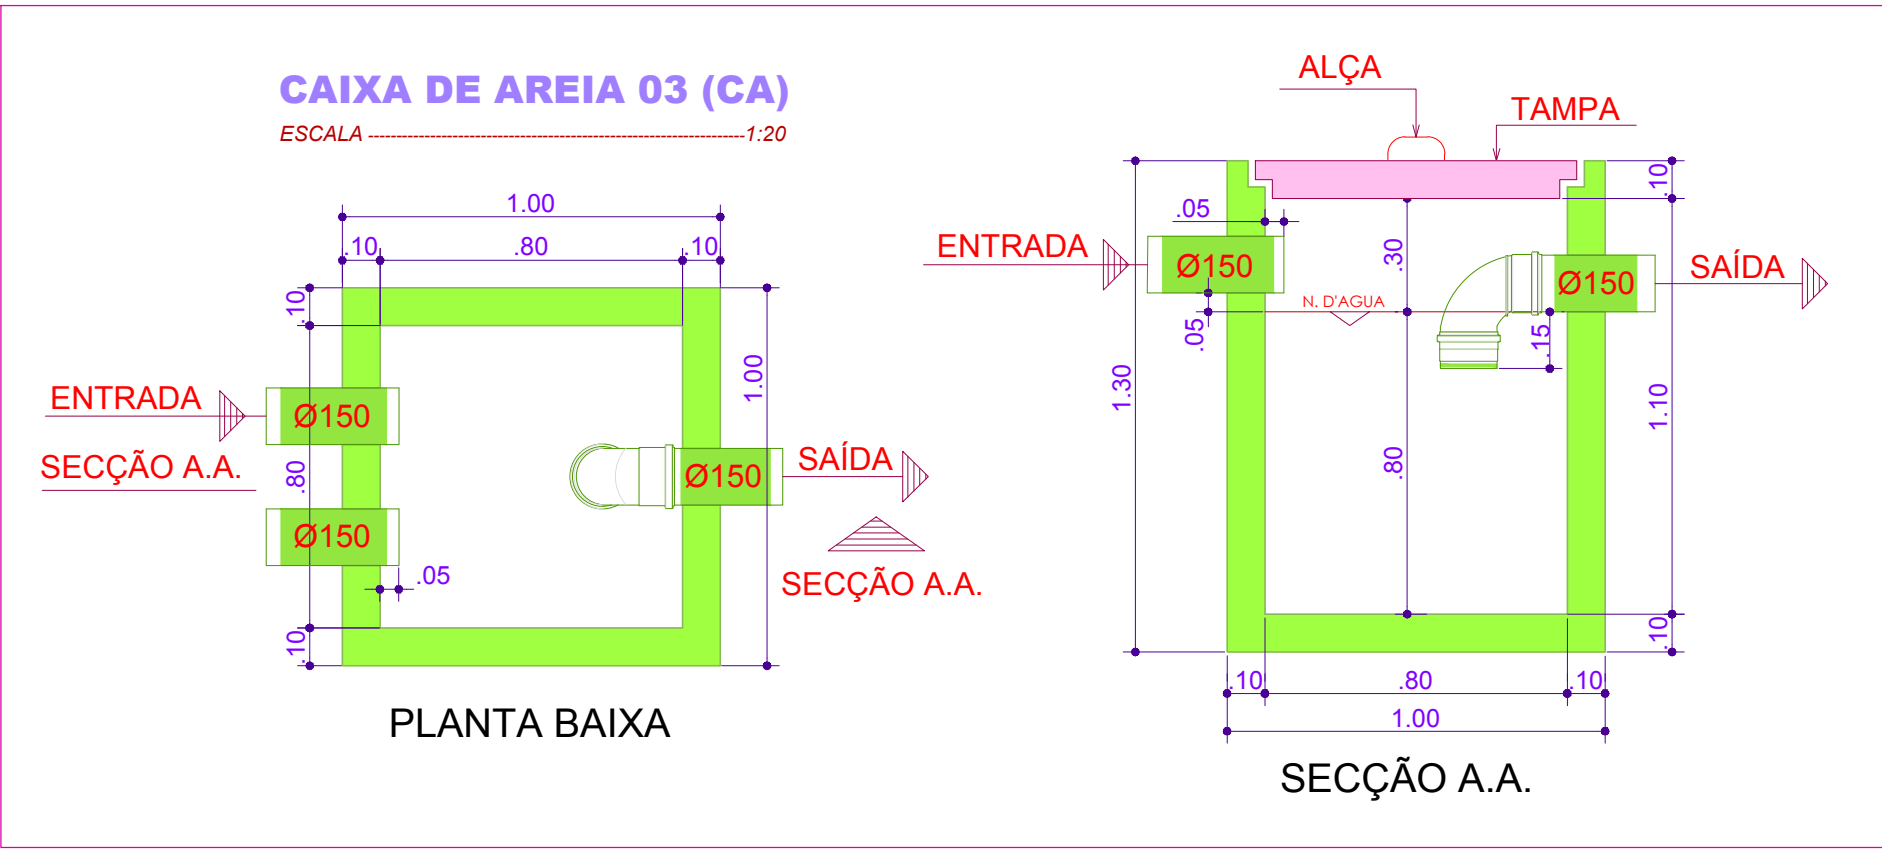 CAIXA DE AREIA 03 (CA)
ESCALA ---------------------------------------------------------------1:20
1.00
.10 .80 .10
.10
1.00
ENTRADA
Ø150
SECÇÃO A.A.
.80
SAÍDA
Ø150
Ø150
.05
SECÇÃO A.A.
.10
PLANTA BAIXA
ALÇA
TAMPA
.10
.05
ENTRADA
Ø150
.30
Ø150
SAÍDA
N. D'AGUA
.05
.15
1.30
1.10
.80
.10
.10 .80 .10
1.00
SECÇÃO A.A.